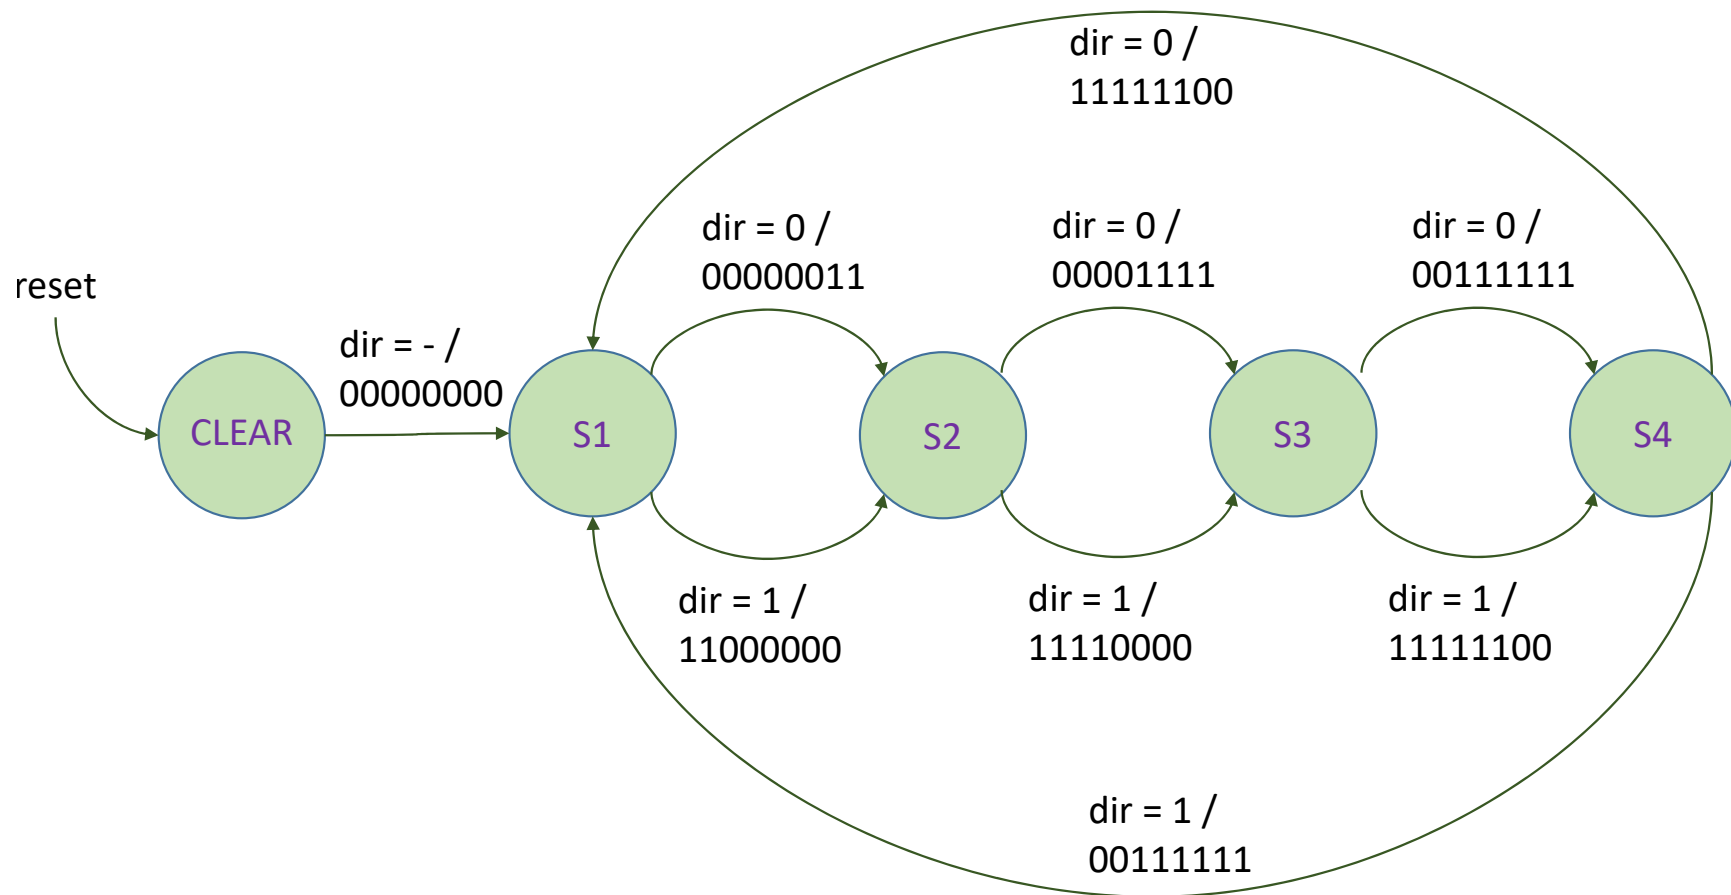 dir = 0 /
11111100
dir = 0 /
00000011
dir = 0 /
00001111
dir = 0 /
00111111
reset
dir = - /
00000000
CLEAR
S1
S2
S3
S4
dir = 1 /
11000000
dir = 1 /
11110000
dir = 1 /
11111100
dir = 1 /
00111111